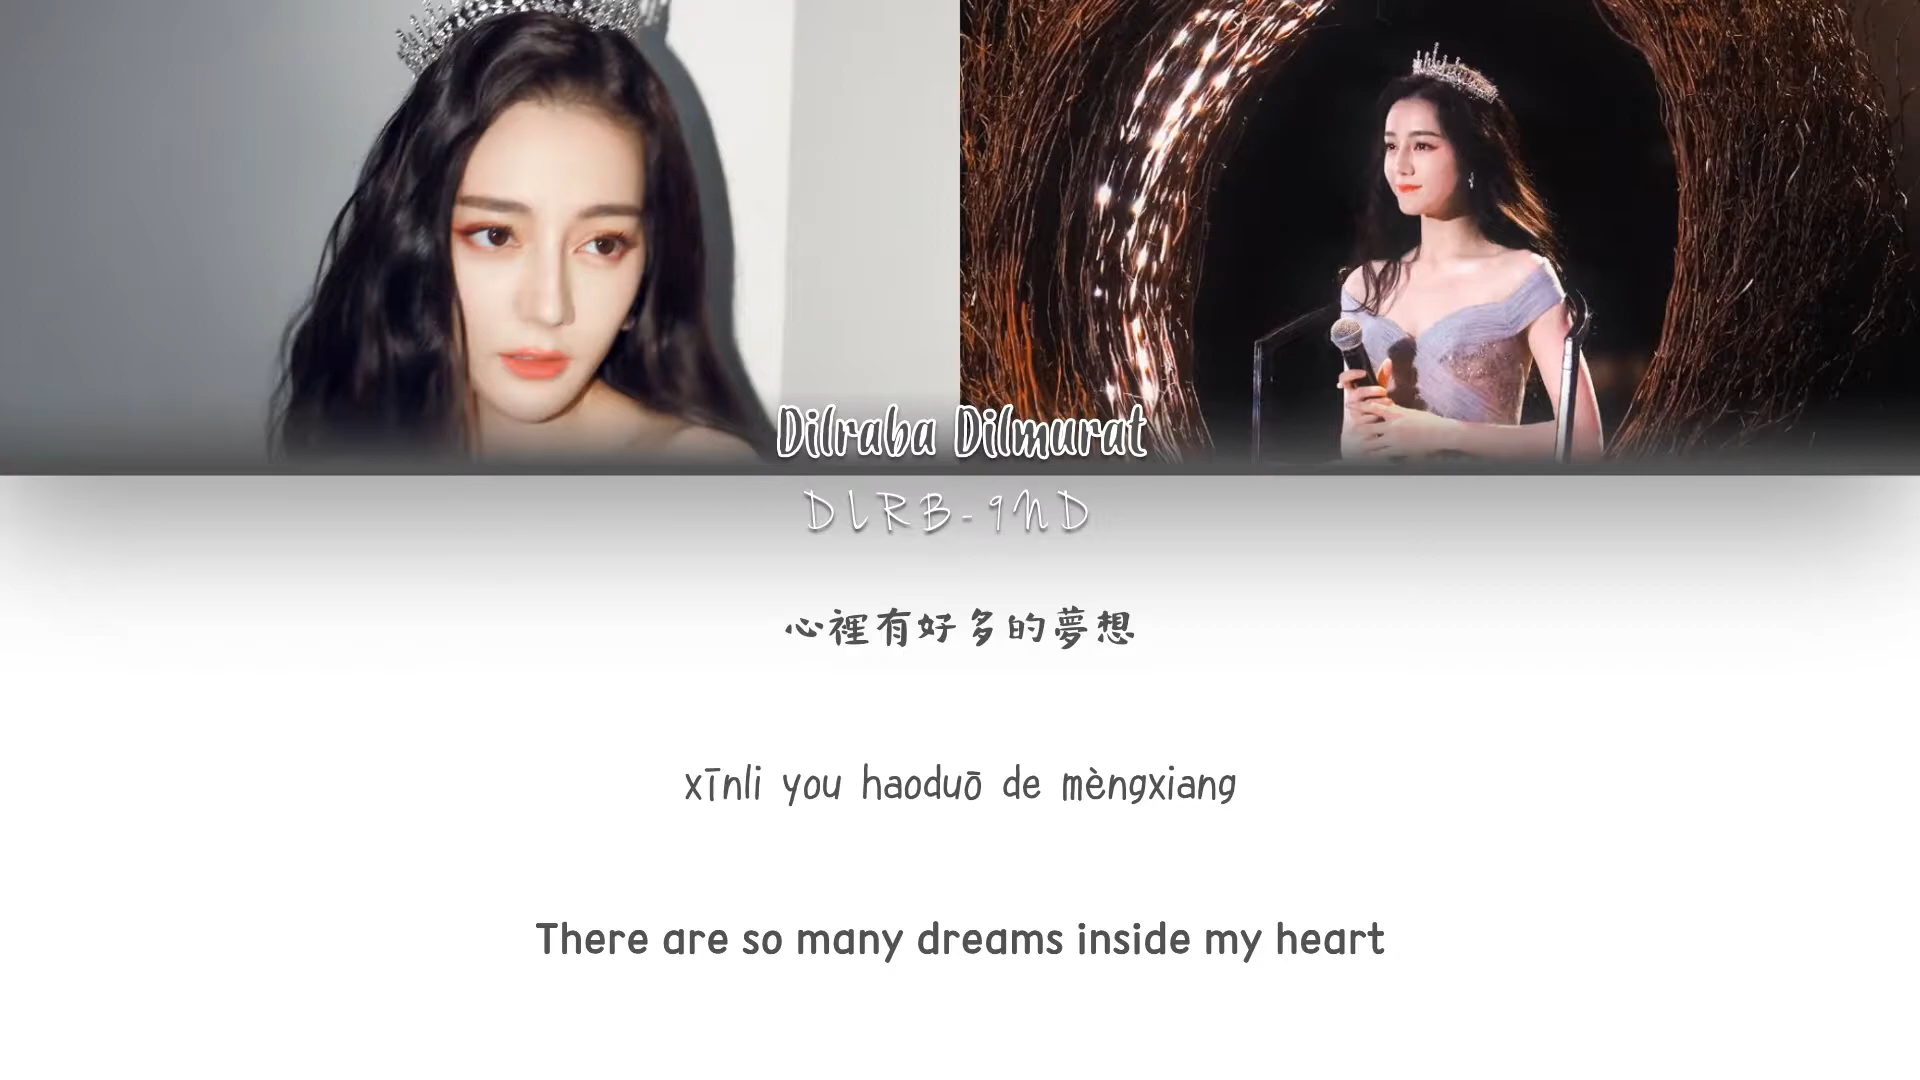 Dilraba Dilmurat
DLRB-9ND
心裡有好多的夢想
xīnli you haoduō de mèngxiang
There are so many dreams inside my heart